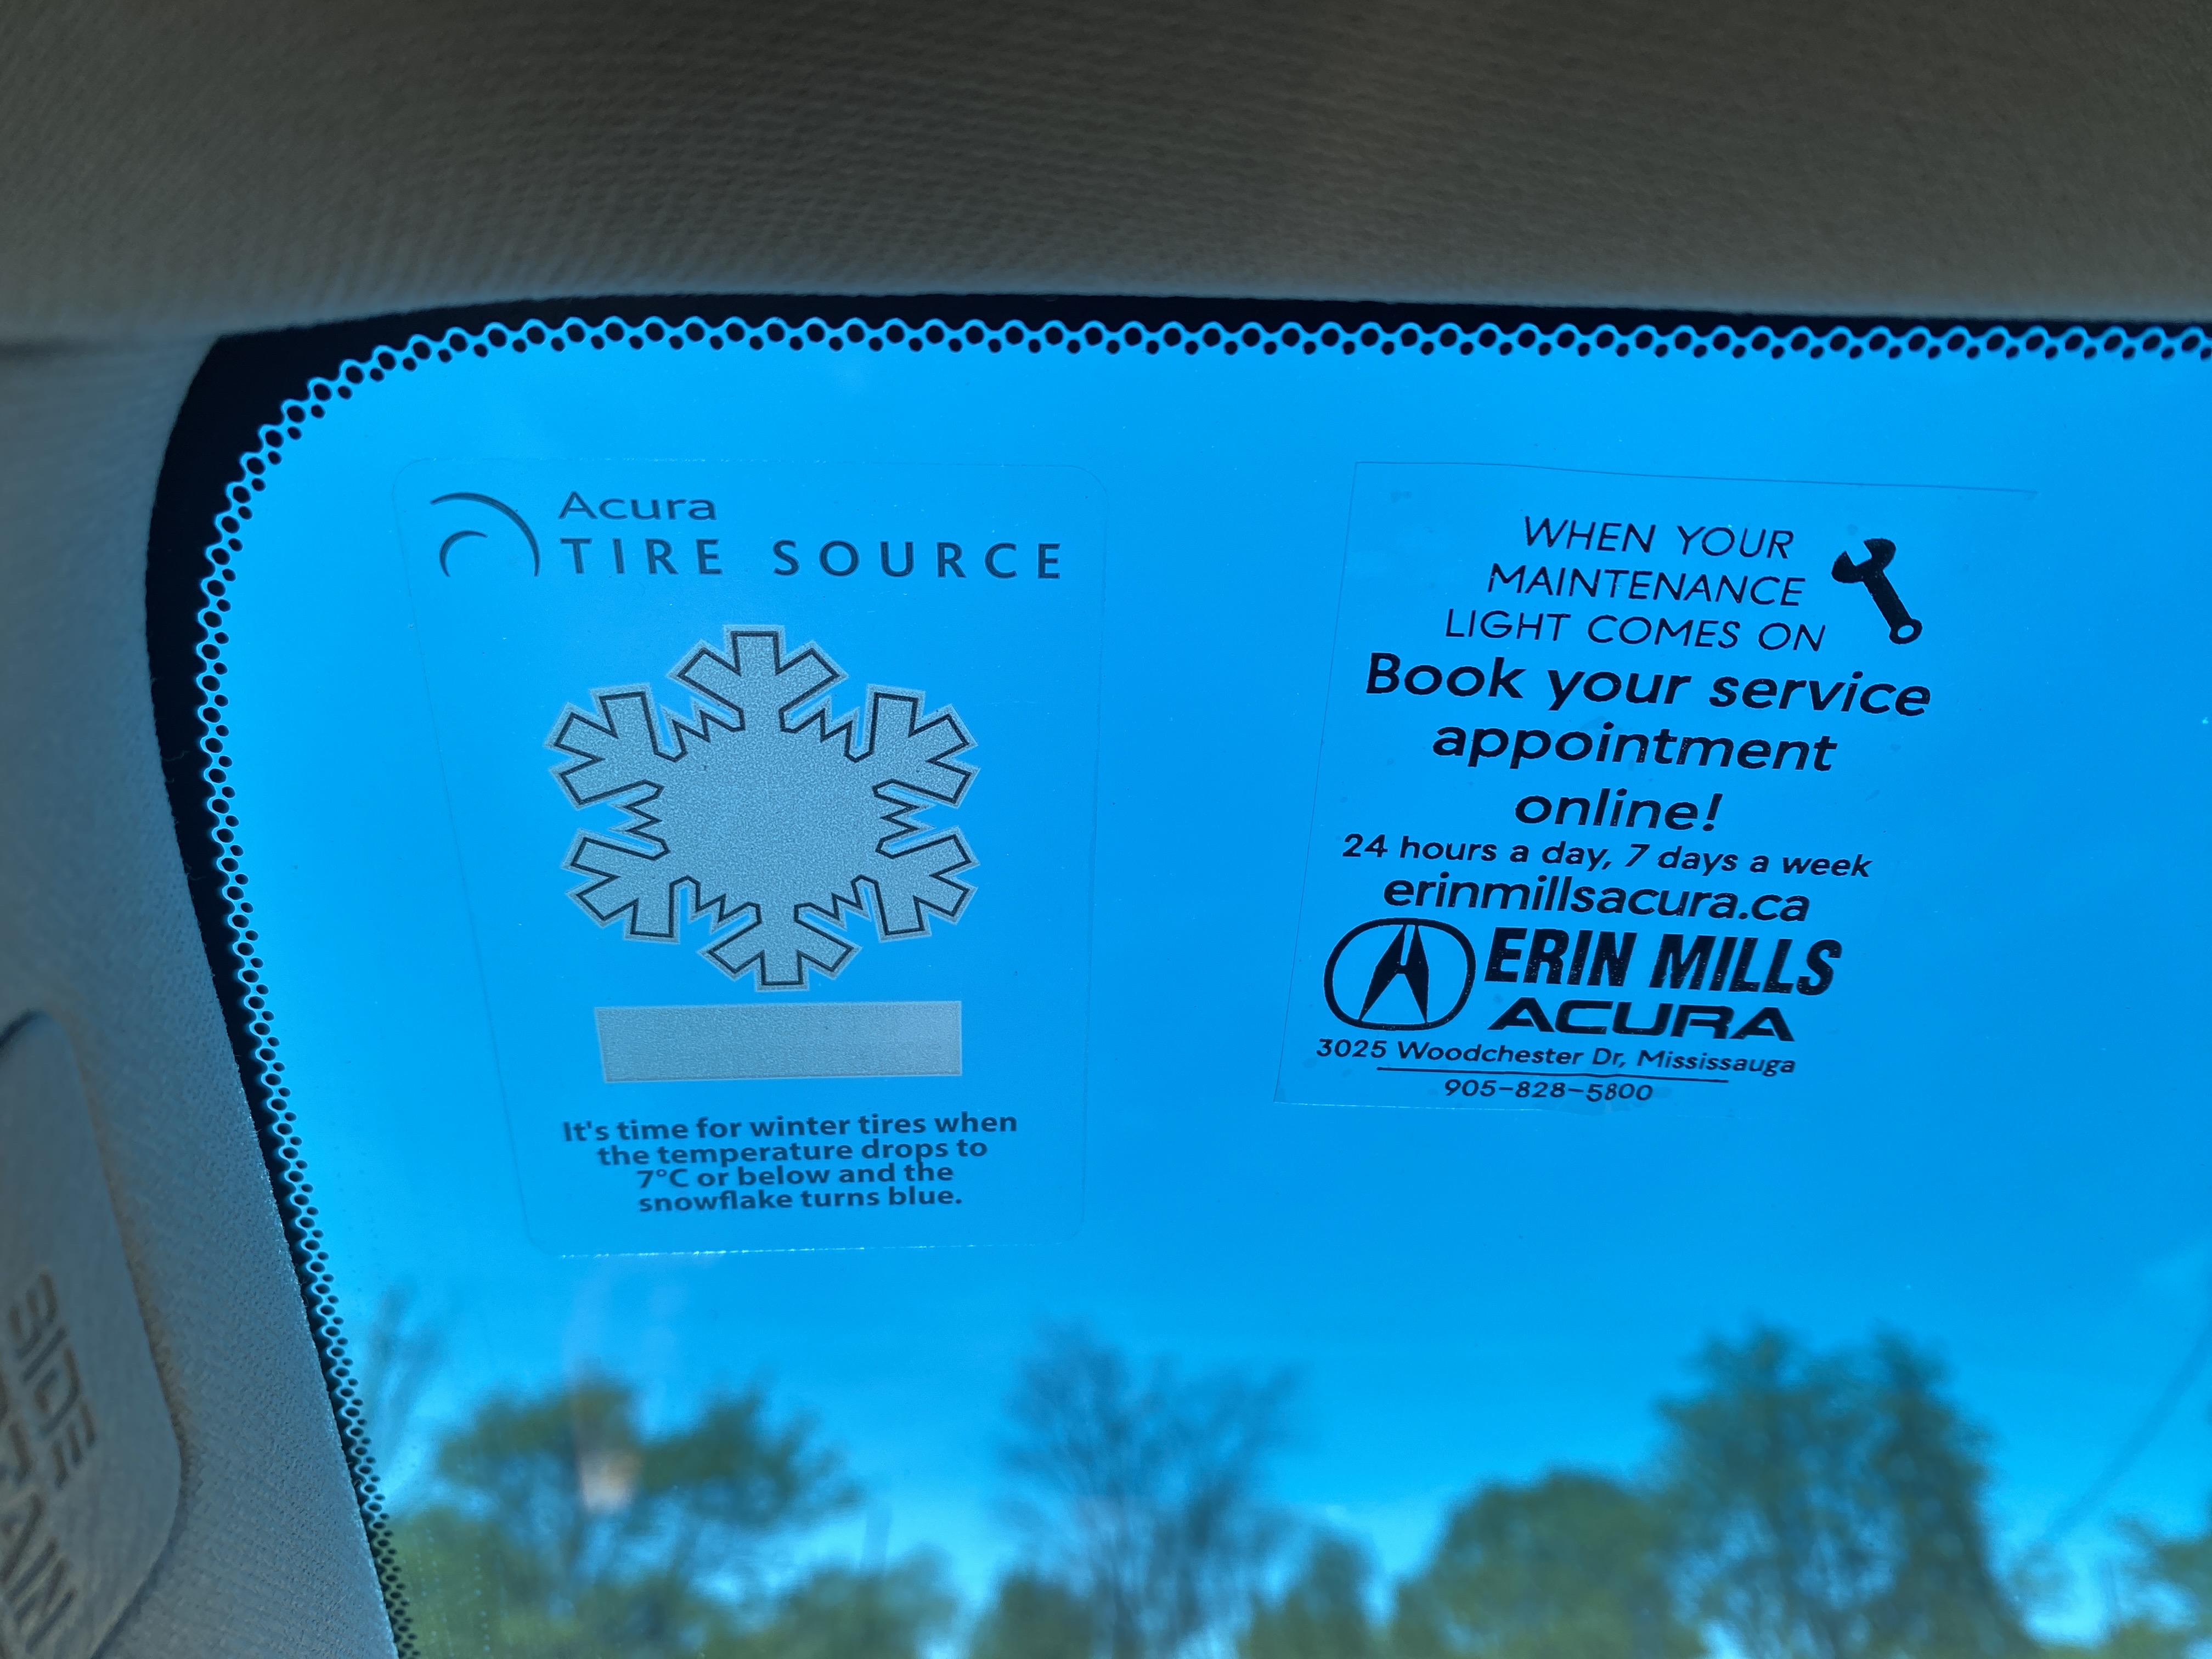 Acura
TIRE SOURCE
It's time for winter tires when
the temperature drops to
7°C or below and the
snowflake turns blue.
WHEN YOUR
MAINTENANCE
LIGHT COMES ON
Book your service
appointment
online!
24 hours a day, 7 days a week
erinmillsacura.ca
ERIN MILLS
ACURA
3025 Woodchester Dr, Mississauga
905-828-5800
SIDE